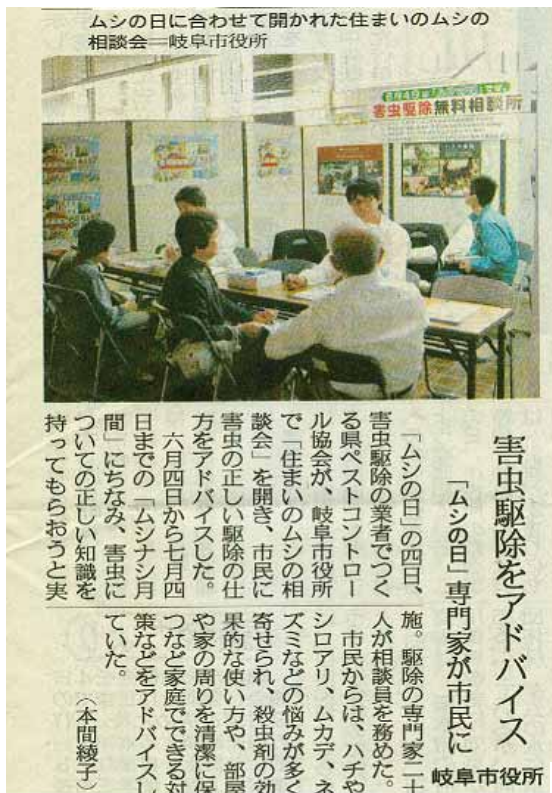 ムシの日に合わせて開かれた住まいのムシの
相談会＝岐阜市役所
害虫駆除無料相談所
害虫駆除をアドバイス
「ムシの日」専門家が市民に
岐阜市役所
「ムシの日」の四日、
害虫駆除の業者でつく
る県ペストコントロー
ル協会が、岐阜市役所
で「住まいのムシの相
談会」を開き、市民に
害虫の正しい駆除の仕
方をアドバイスした。
六月四日から七月四
日までの「ムシナシ月
間」にちなみ、害虫に
ついての正しい知識を
持ってもらおうと実
施。駆除の専門家二十
人が相談員を務めた。
市民からは、ハチや
シロアリ、ムカデ、ネ
ズミなどの悩みが多く
寄せられ、殺虫剤の効
果的な使い方や、部屋
や家の周りを清潔に保
つなど家庭でできる対
策などをアドバイスし
ていた。
（本間綾子）